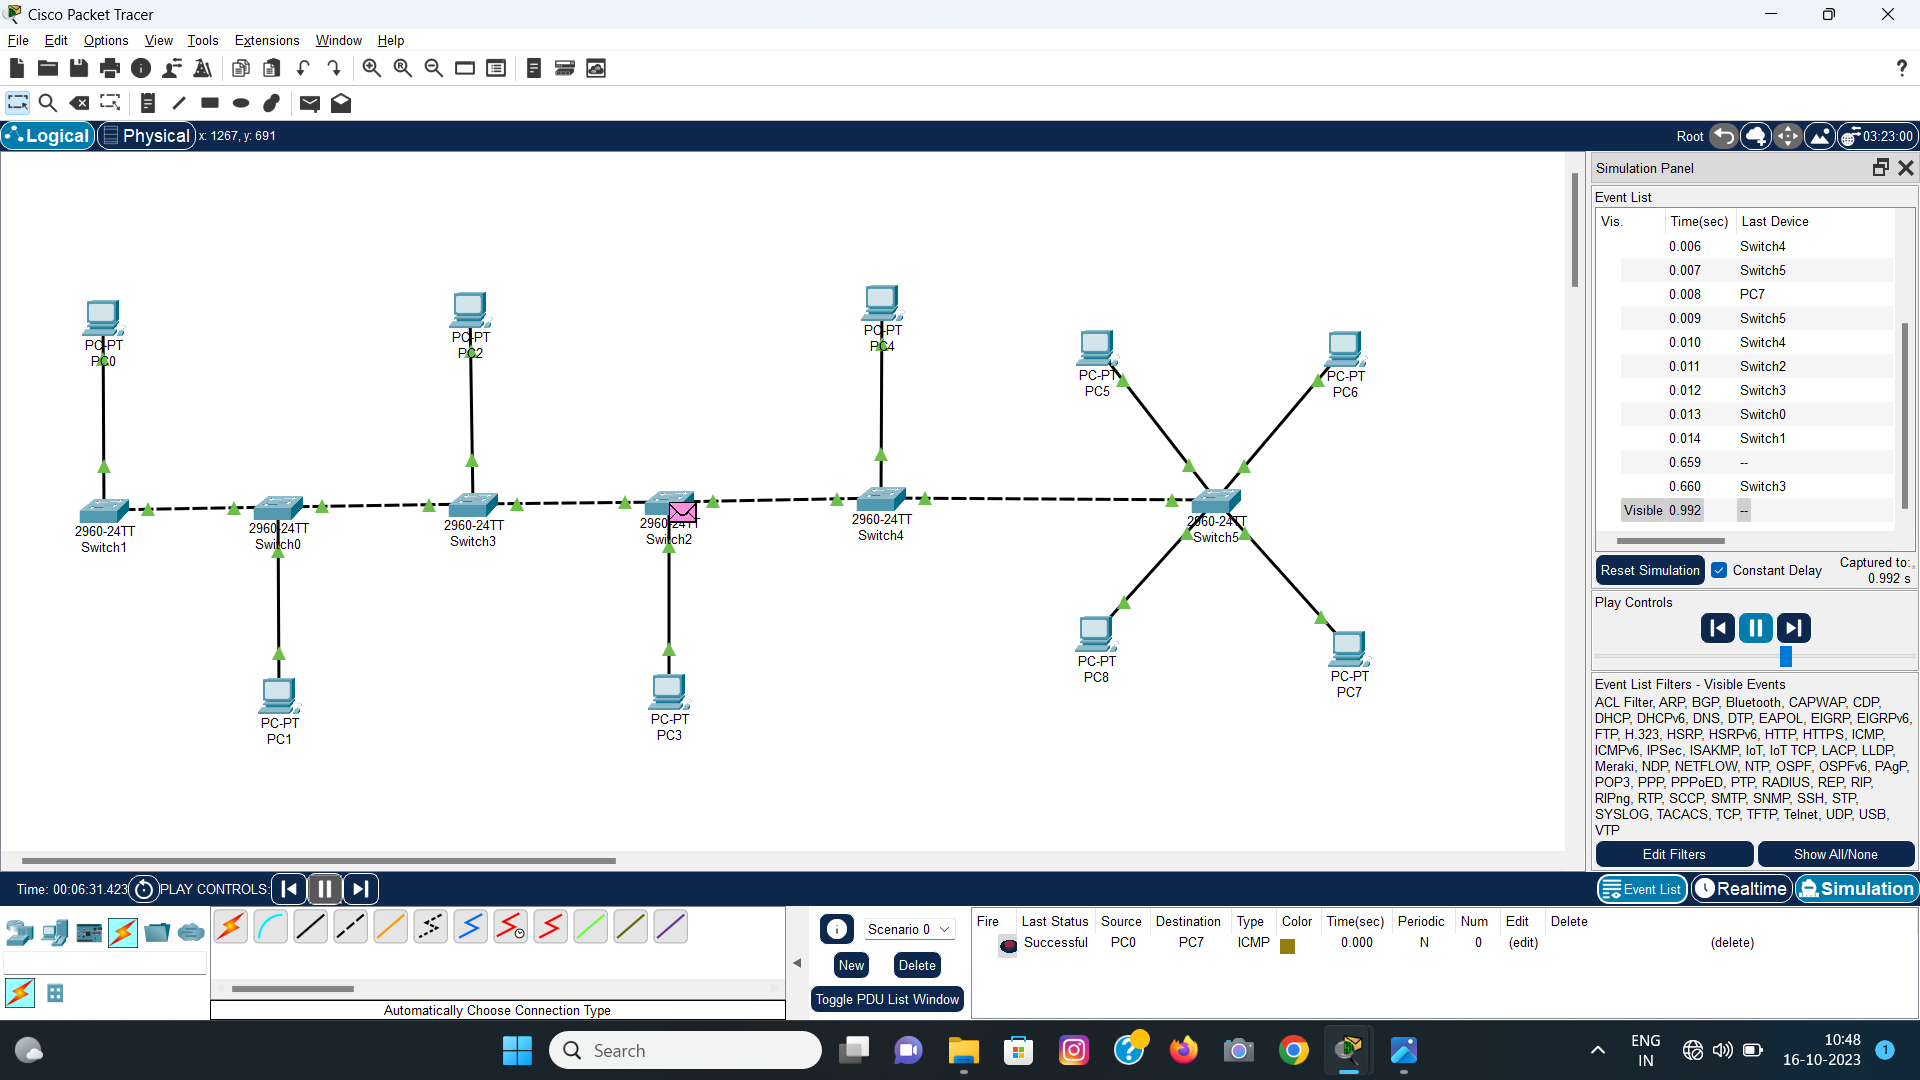 Cisco Packet Tracer
File Edit Options View Tools Extensions Window Help
?
Logical Physical x: 1267, y: 691 Root 03:23:00
Simulation Panel
Event List
Vis. Time(sec) Last Device
0.006 Switch4
0.007 Switch5
0.008 PC7
0.009 Switch5
0.010 Switch4
0.011 Switch2
0.012 Switch3
0.013 Switch0
0.014 Switch1
0.659 --
0.660 Switch3
Visible 0.992 --
Reset Simulation Constant Delay Captured to:
0.992 s
Play Controls
Event List Filters - Visible Events
ACL Filter, ARP, BGP, Bluetooth, CAPWAP, CDP,
DHCP, DHCPv6, DNS, DTP, EAPOL, EIGRP, EIGRPv6,
FTP, H.323, HSRP, HSRPv6, HTTP, HTTPS, ICMP,
ICMPv6, IPSec, ISAKMP, IoT, IoT TCP, LACP, LLDP,
Meraki, NDP, NETFLOW, NTP, OSPF, OSPFv6, PAgP,
POP3, PPP, PPPoED, PTP, RADIUS, REP, RIP,
RIPng, RTP, SCCP, SMTP, SNMP, SSH, STP,
SYSLOG, TACACS, TCP, TFTP, Telnet, UDP, USB,
VTP
Edit Filters Show All/None
PC-PT
PC0
PC-PT
PC2
PC-PT
PC4
PC-PT
PC5
PC-PT
PC6
2960-24TT
Switch1
2960-24TT
Switch0
2960-24TT
Switch3
2960-24TT
Switch2
2960-24TT
Switch4
2960-24TT
Switch5
PC-PT
PC1
PC-PT
PC3
PC-PT
PC8
PC-PT
PC7
Time: 00:06:31.423 PLAY CONTROLS: Event List Realtime Simulation
Scenario 0
New Delete
Toggle PDU List Window
Automatically Choose Connection Type
Fire Last Status Source Destination Type Color Time(sec) Periodic Num Edit Delete
Successful PC0 PC7 ICMP 0.000 N 0 (edit) (delete)
Search
ENG
IN
10:48
16-10-2023
1